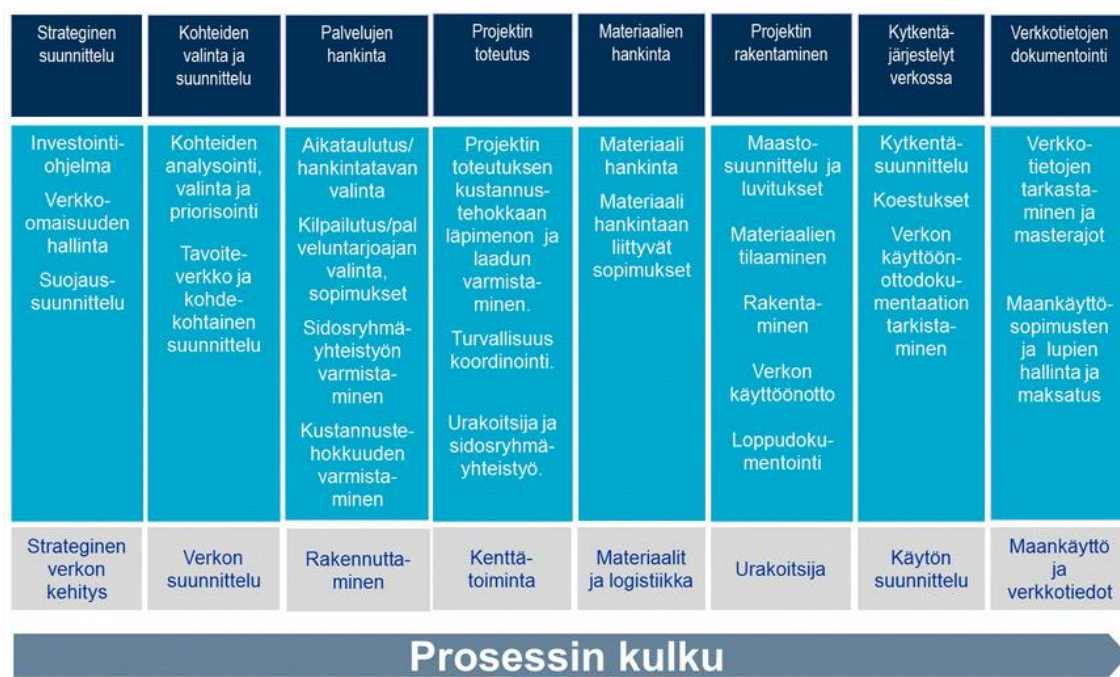 Strateginen
suunnittelu
Kohteiden
valinta ja
suunnittelu
Palvelujen
hankinta
Projektin
toteutus
Materiaalien
hankinta
Projektin
rakentaminen
Kytkentä-
järjestelyt
verkossa
Verkkotietojen
dokumentointi
Investointi-
ohjelma
Verkko-
omaisuuden
hallinta
Suojaus-
suunnittelu
Kohteiden
analysointi,
valinta ja
priorisointi
Tavoite-
verkko ja
kohde-
kohtainen
suunnittelu
Aikataulutus/
hankintatavan
valinta
Kilpailutus/pal
veluntarjoajan
valinta,
sopimukset
Sidosryhmä-
yhteistyön
varmista-
minen
Kustannuste-
hokkuuden
varmista-
minen
Projektin
toteutuksen
kustannus-
tehokkaan
läpimenon ja
laadun
varmista-
minen.
Turvallisuus
koordinointi.
Urakoitsija ja
sidosryhmä-
yhteistyö.
Materiaali
hankinta
Materiaali
hankintaan
liittyvät
sopimukset
Maasto-
suunnittelu ja
luvitukset
Materiaalien
tilaaminen
Rakenta-
minen
Verkon
käyttöönotto
Loppudoku-
mentointi
Kytkentä-
suunnittelu
Koestukset
Verkon
käyttöön-
ottodoku-
mentaation
tarkista-
minen
Verkko-
tietojen
tarkasta-
minen ja
masterajot
Maankäyttö-
sopimusten
ja lupien
hallinta ja
maksatus
Strateginen
verkon
kehitys
Verkon
suunnittelu
Rakennutta-
minen
Kenttä-
toiminta
Materiaalit
ja logistiikka
Urakoitsija
Käytön
suunnittelu
Maankäyttö
ja
verkkotiedot
Prosessin kulku